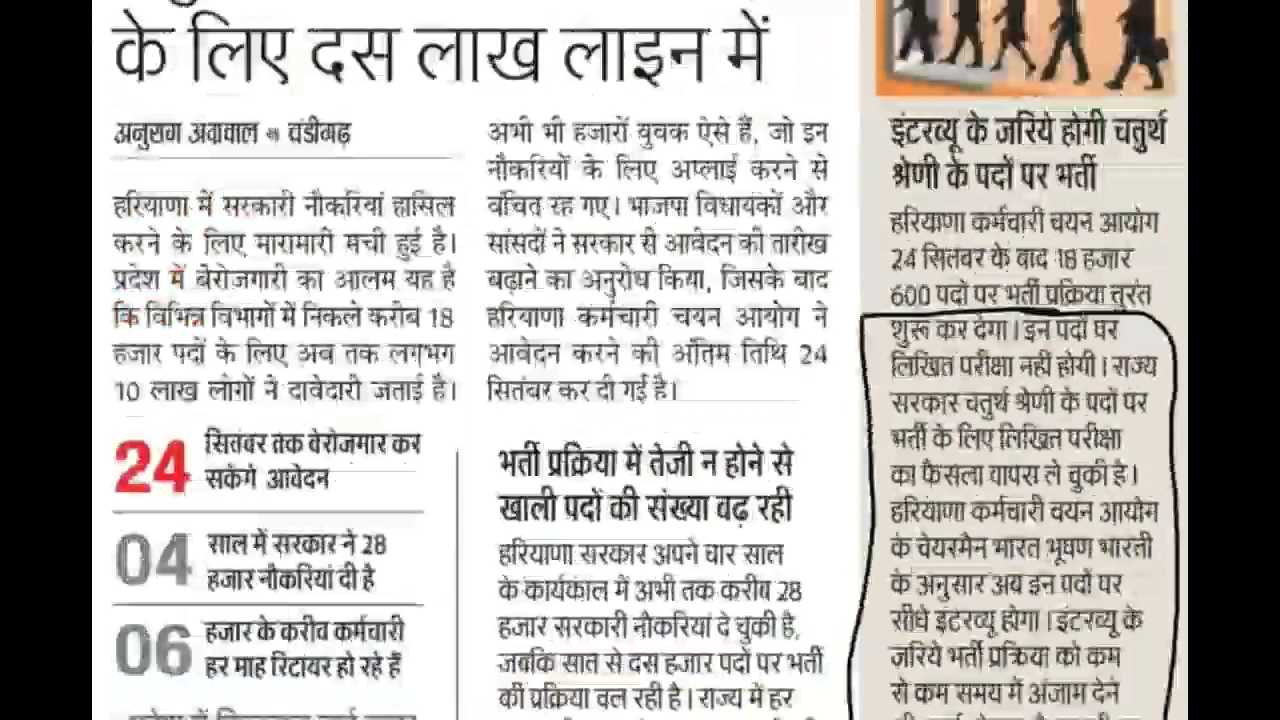 के लिए दस लाख लाइन में
अनुराग अग्रवाल • चंडीगढ़
हरियाणा में सरकारी नौकरियां हासिल
करने के लिए मारामारी मची हुई है।
प्रदेश में बेरोजगारी का आलम यह है
कि विभिन्न विभागों में निकले करीब 18
हजार पदों के लिए अब तक लगभग
10 लाख लोगों ने दावेदारी जताई है।
24 सितंबर तक बेरोजगार कर
सकेंगे आवेदन
04 साल में सरकार ने 28
हजार नौकरियां दी है
06 हजार के करीब कर्मचारी
हर माह रिटायर हो रहे हैं
अभी भी हजारों युवक ऐसे हैं, जो इन
नौकरियों के लिए अप्लाई करने से
वंचित रह गए। भाजपा विधायकों और
सांसदों ने सरकार से आवेदन की तारीख
बढ़ाने का अनुरोध किया, जिसके बाद
हरियाणा कर्मचारी चयन आयोग ने
आवेदन करने की अंतिम तिथि 24
सितंबर कर दी गई है।
भर्ती प्रक्रिया में तेजी न होने से
खाली पदों की संख्या बढ़ रही
हरियाणा सरकार अपने चार साल
के कार्यकाल में अभी तक करीब 28
हजार सरकारी नौकरियां दे चुकी है,
जबकि सात से दस हजार पदों पर भर्ती
की प्रक्रिया चल रही है। राज्य में हर
इंटरव्यू के जरिये होगी चतुर्थ
श्रेणी के पदों पर भर्ती
हरियाणा कर्मचारी चयन आयोग
24 सितंबर के बाद 18 हजार
600 पदों पर भर्ती प्रक्रिया तुरंत
शुरू कर देगा। इन पदों पर
लिखित परीक्षा नहीं होगी। राज्य
सरकार चतुर्थ श्रेणी के पदों पर
भर्ती के लिए लिखित परीक्षा
का फैसला वापस ले चुकी है।
हरियाणा कर्मचारी चयन आयोग
के चेयरमैन भारत भूषण भारती
के अनुसार अब इन पदों पर
सीधे इंटरव्यू होगा। इंटरव्यू के
जरिये भर्ती प्रक्रिया को कम
से कम समय में अंजाम देने